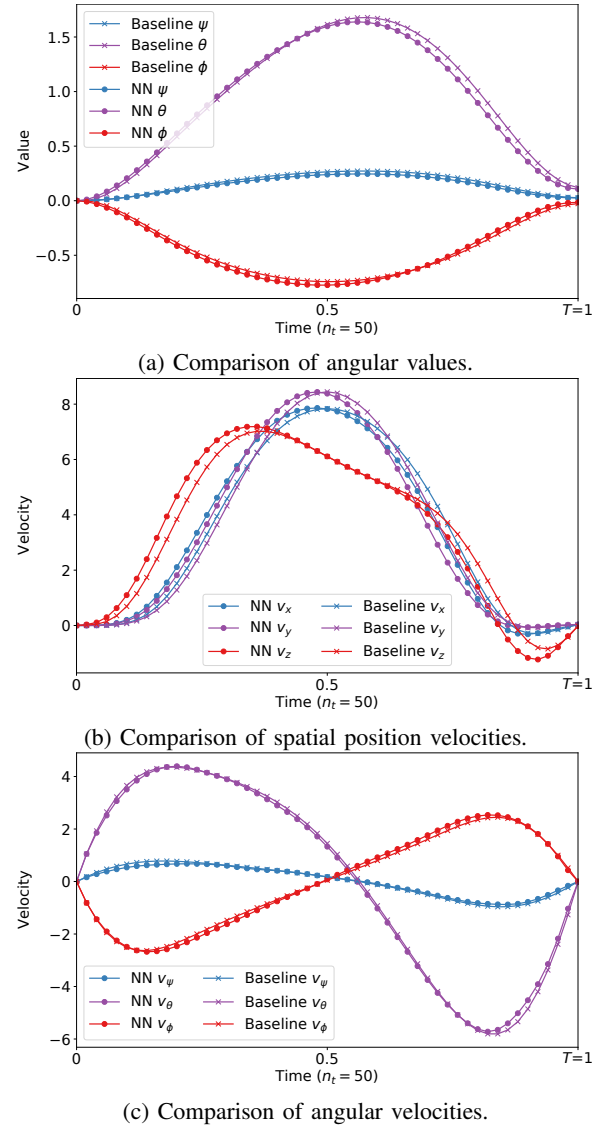 1.5
1.0
0.5
0.0
−0.5
Value
Baseline ψ
Baseline θ
Baseline ϕ
NN ψ
NN θ
NN ϕ
0 0.5 T=1
Time (n_t = 50)
(a) Comparison of angular values.
8
6
4
2
0
Velocity
NN v_x Baseline v_x
NN v_y Baseline v_y
NN v_z Baseline v_z
0 0.5 T=1
Time (n_t = 50)
(b) Comparison of spatial position velocities.
4
2
0
−2
−4
−6
Velocity
NN v_ψ Baseline v_ψ
NN v_θ Baseline v_θ
NN v_ϕ Baseline v_ϕ
0 0.5 T=1
Time (n_t = 50)
(c) Comparison of angular velocities.